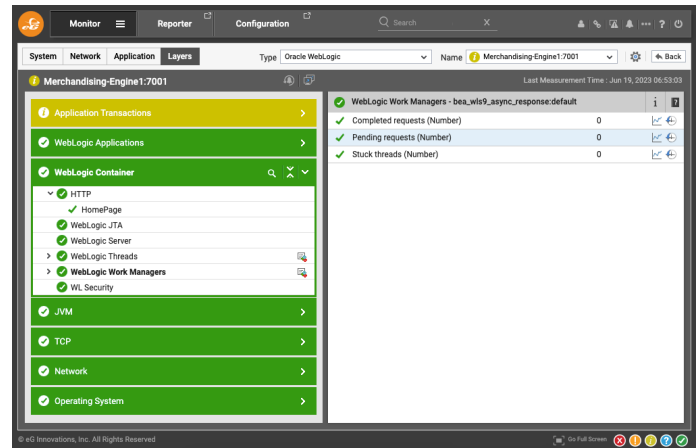 Monitor
Reporter
Configuration
Search
X
?
System
Network
Application
Layers
Type
Oracle WebLogic
Name
Merchandising-Engine1:7001
Back
Merchandising-Engine1:7001
Last Measurement Time : Jun 19, 2023 06:53:03
Application Transactions
WebLogic Applications
WebLogic Container
HTTP
HomePage
WebLogic JTA
WebLogic Server
WebLogic Threads
WebLogic Work Managers
WL Security
JVM
TCP
Network
Operating System
WebLogic Work Managers - bea_wls9_async_response:default
Completed requests (Number) 0
Pending requests (Number) 0
Stuck threads (Number) 0
© eG Innovations, Inc. All Rights Reserved
Go Full Screen